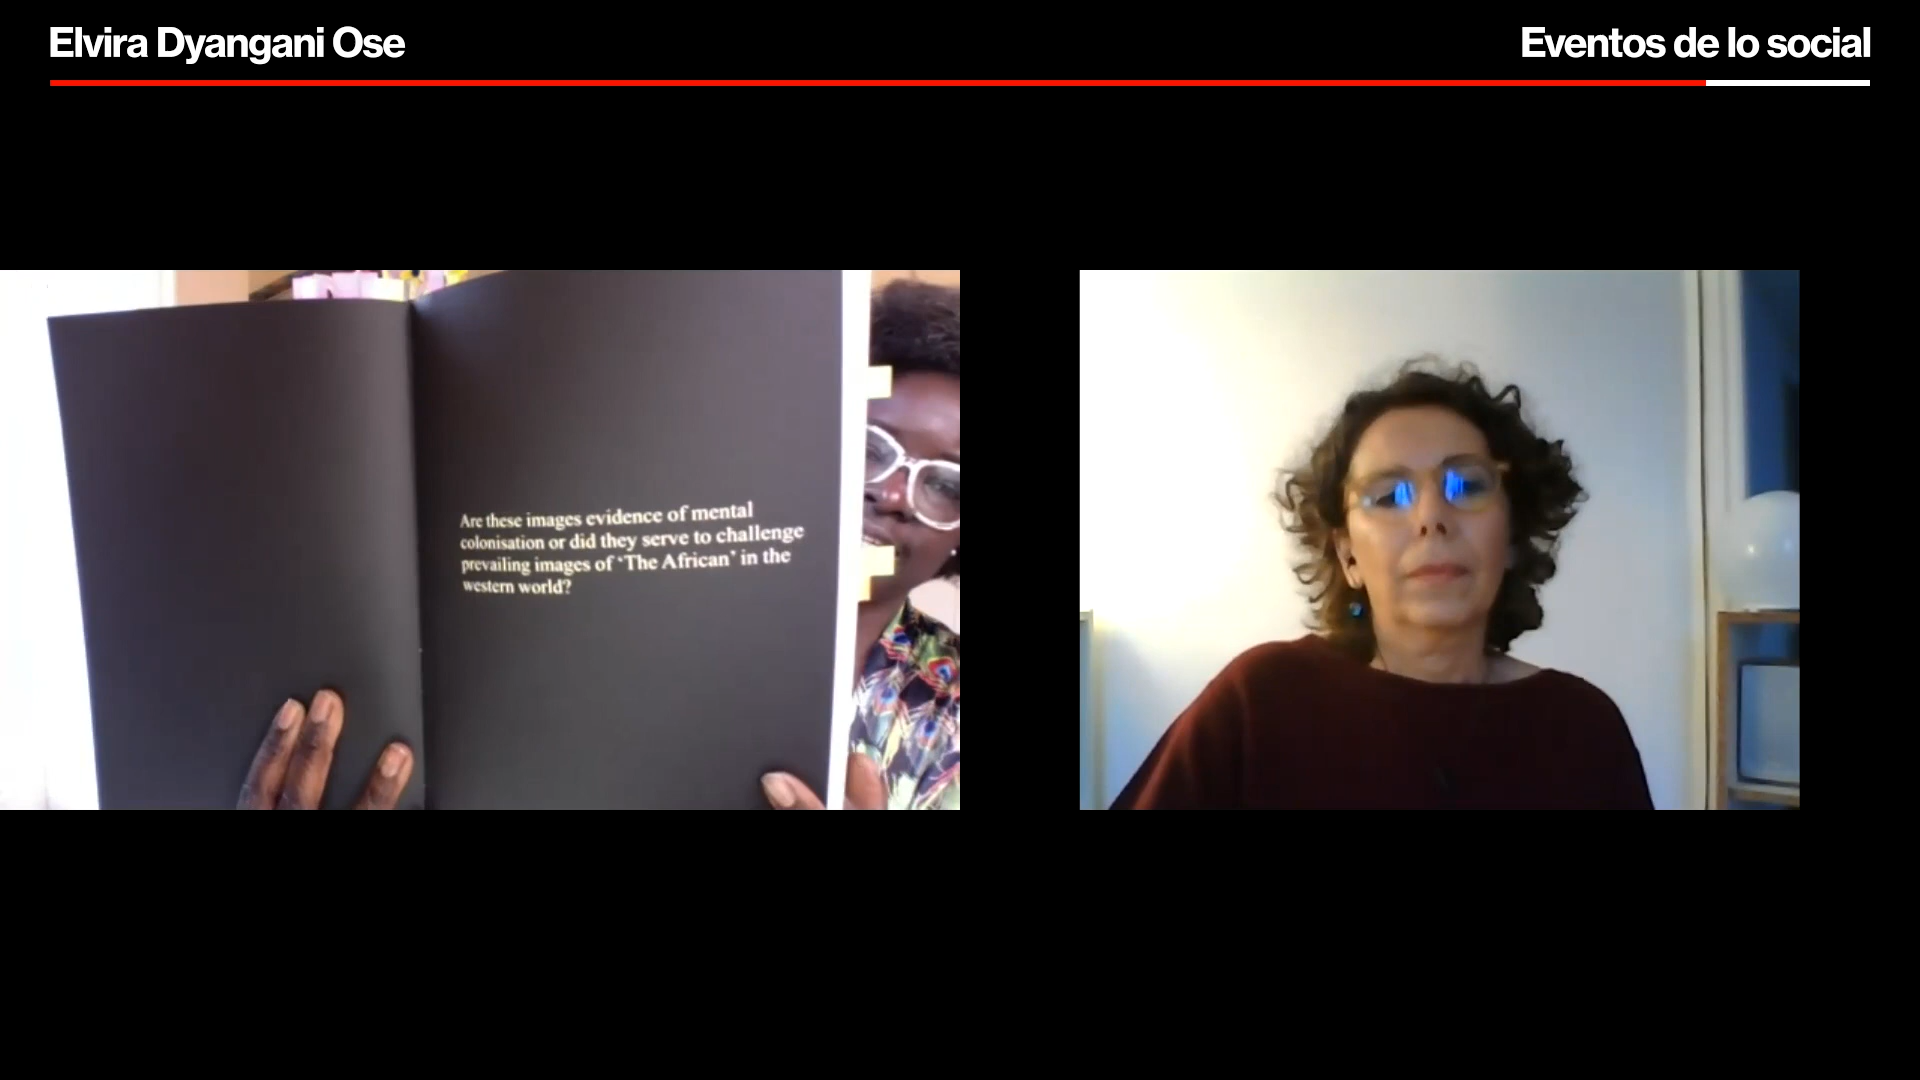 Elvira Dyangani Ose
Eventos de lo social
Are these images evidence of mental
colonisation or did they serve to challenge
prevailing images of ‘The African’ in the
western world?